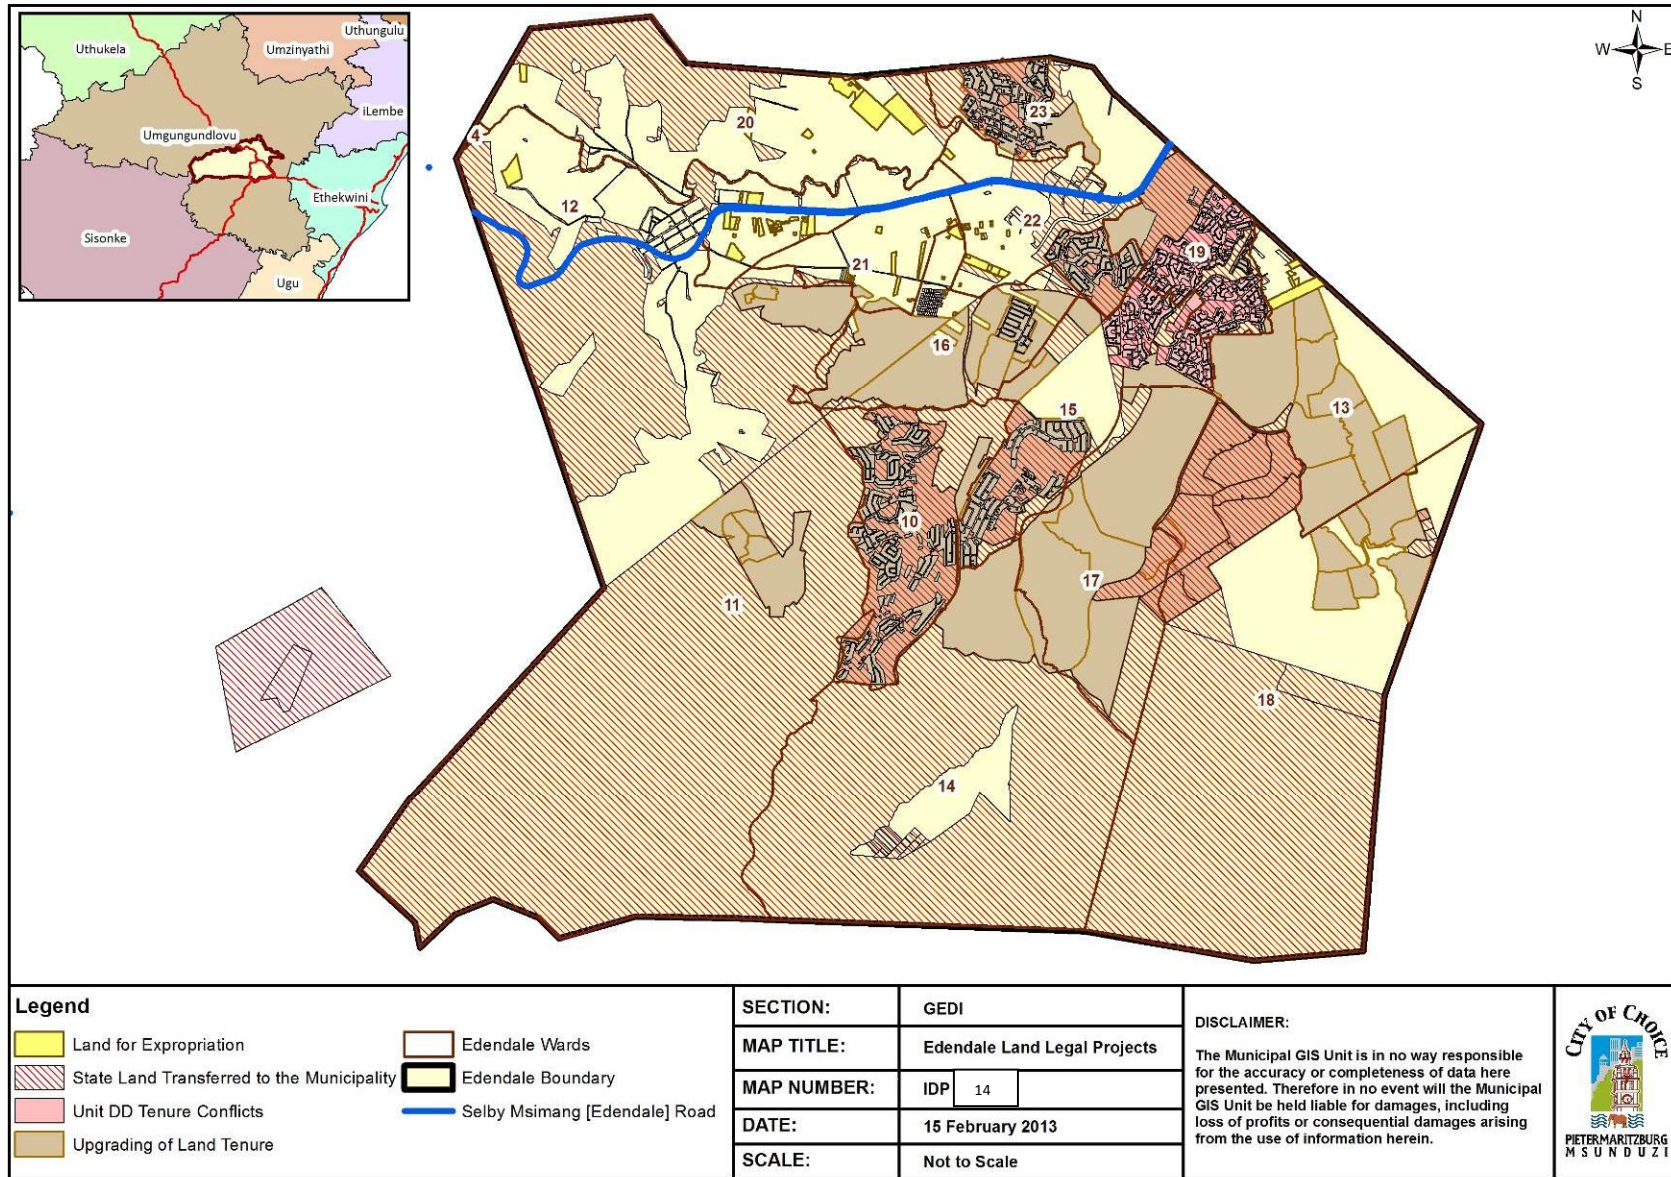 Uthungulu
Uthukela
Umzinyathi
iLembe
Umgungundlovu
Ethekwini
Sisonke
Ugu
N
W E
S
23
20
4
12
22
19
21
16
15
13
10
17
11
18
14
Legend
Land for Expropriation
State Land Transferred to the Municipality
Unit DD Tenure Conflicts
Upgrading of Land Tenure
Edendale Wards
Edendale Boundary
Selby Msimang [Edendale] Road
SECTION: GEDI
MAP TITLE: Edendale Land Legal Projects
MAP NUMBER: IDP 14
DATE: 15 February 2013
SCALE: Not to Scale
DISCLAIMER:
The Municipal GIS Unit is in no way responsible
for the accuracy or completeness of data here
presented. Therefore in no event will the Municipal
GIS Unit be held liable for damages, including
loss of profits or consequential damages arising
from the use of information herein.
CITY OF CHOICE
PIETERMARITZBURG
MSUNDUZI